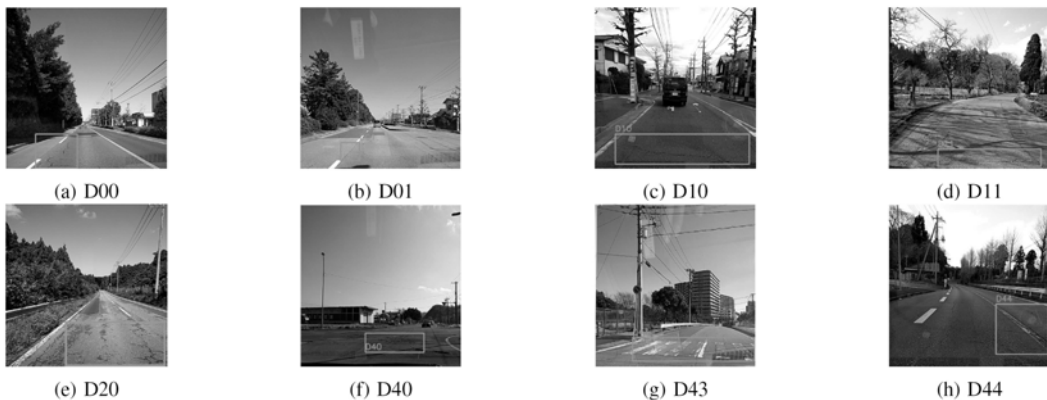 D10
(a) D00
(b) D01
(c) D10
(d) D11
D40
D44
(e) D20
(f) D40
(g) D43
(h) D44